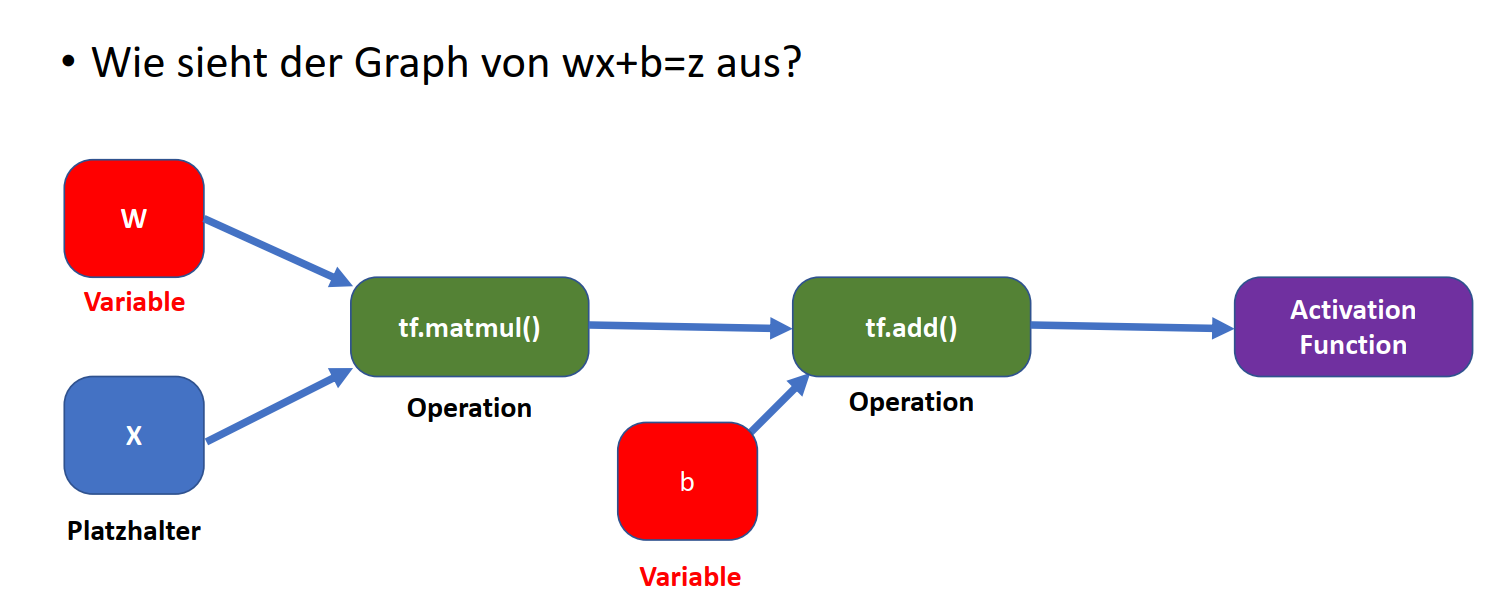 • Wie sieht der Graph von wx+b=z aus?
W
Variable
X
Platzhalter
tf.matmul()
Operation
b
Variable
tf.add()
Operation
Activation
Function